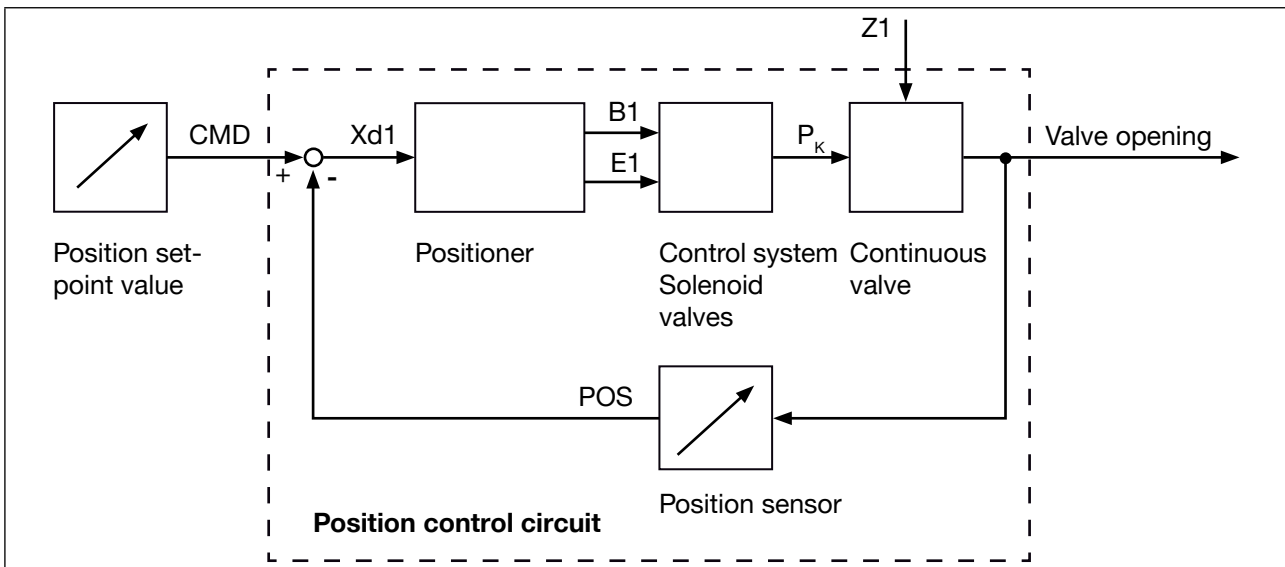 Z1
CMD
Xd1
B1
E1
P_K
Valve opening
+
-
Position set-
point value
Positioner
Control system
Solenoid
valves
Continuous
valve
POS
Position sensor
Position control circuit